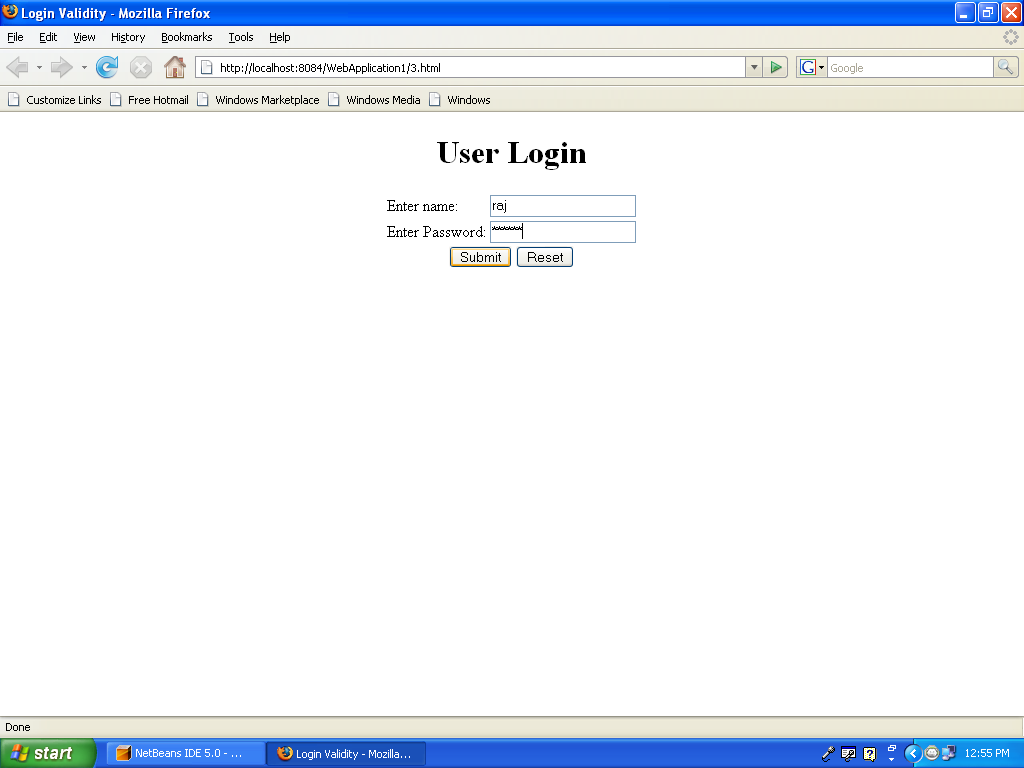 Login Validity - Mozilla Firefox
File Edit View History Bookmarks Tools Help
http://localhost:8084/WebApplication1/3.html G Google
Customize Links Free Hotmail Windows Marketplace Windows Media Windows
User Login
Enter name: raj
Enter Password:
Submit Reset
Done
start NetBeans IDE 5.0 - ... Login Validity - Mozilla... 12:55 PM